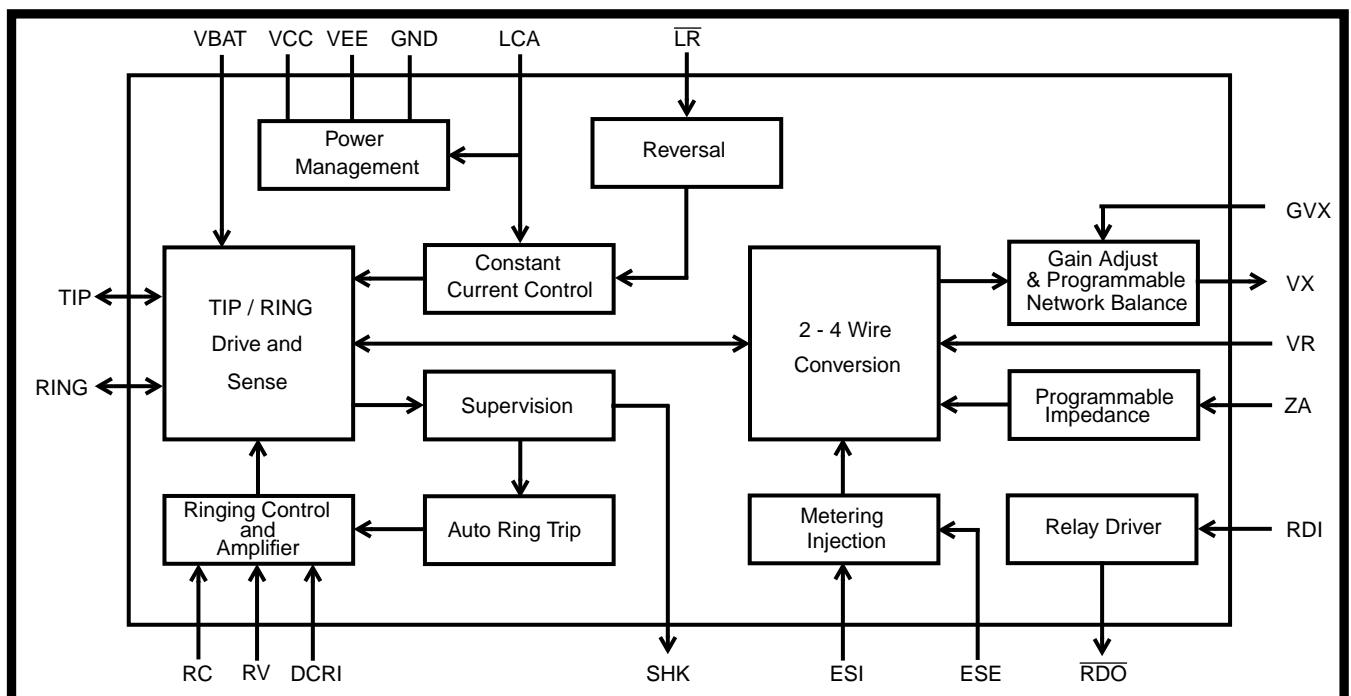 VBAT VCC VEE GND LCA L̅R̅
Power
Management
Reversal
GVX
Constant
Current Control
Gain Adjust
& Programmable
Network Balance
VX
TIP
TIP / RING
Drive and
Sense
2 - 4 Wire
Conversion
VR
RING
Supervision
Programmable
Impedance
ZA
Ringing Control
and
Amplifier
Auto Ring Trip
Metering
Injection
Relay Driver
RDI
RC RV DCRI SHK ESI ESE R̅D̅O̅